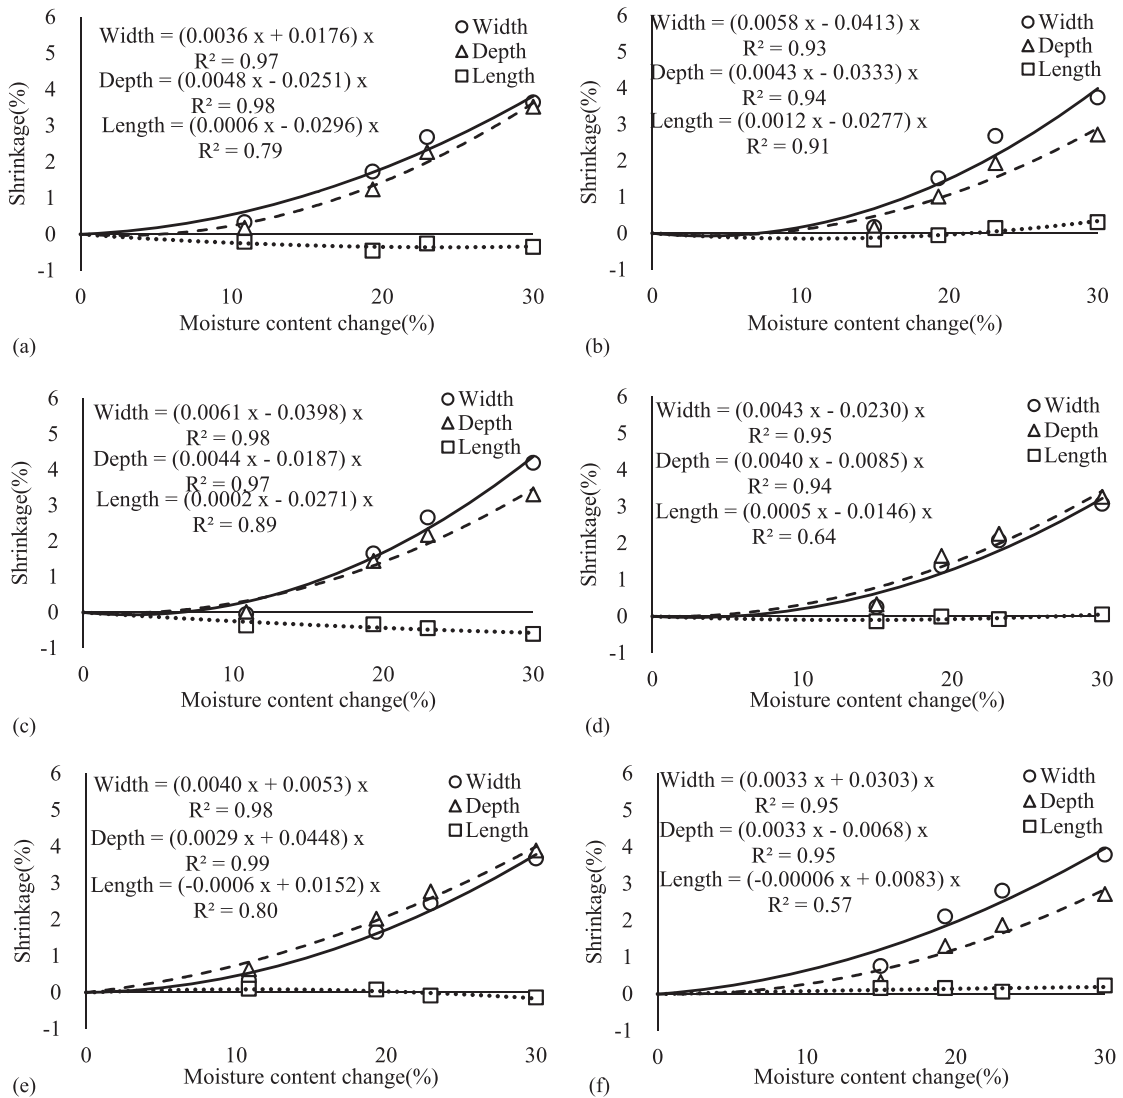 6
5
4
3
2
1
0
-1
Shrinkage(%)
Width = (0.0036 x + 0.0176) x
R² = 0.97
Depth = (0.0048 x - 0.0251) x
R² = 0.98
Length = (0.0006 x - 0.0296) x
R² = 0.79
Width
Depth
Length
0 10 20 30
Moisture content change(%)
(a)
6
5
4
3
2
1
0
-1
Shrinkage(%)
Width = (0.0058 x - 0.0413) x
R² = 0.93
Depth = (0.0043 x - 0.0333) x
R² = 0.94
Length = (0.0012 x - 0.0277) x
R² = 0.91
Width
Depth
Length
0 10 20 30
Moisture content change(%)
(b)
6
5
4
3
2
1
0
-1
Shrinkage(%)
Width = (0.0061 x - 0.0398) x
R² = 0.98
Depth = (0.0044 x - 0.0187) x
R² = 0.97
Length = (0.0002 x - 0.0271) x
R² = 0.89
Width
Depth
Length
0 10 20 30
Moisture content change(%)
(c)
6
5
4
3
2
1
0
-1
Shrinkage(%)
Width = (0.0043 x - 0.0230) x
R² = 0.95
Depth = (0.0040 x - 0.0085) x
R² = 0.94
Length = (0.0005 x - 0.0146) x
R² = 0.64
Width
Depth
Length
0 10 20 30
Moisture content change(%)
(d)
6
5
4
3
2
1
0
-1
Shrinkage(%)
Width = (0.0040 x + 0.0053) x
R² = 0.98
Depth = (0.0029 x + 0.0448) x
R² = 0.99
Length = (-0.0006 x + 0.0152) x
R² = 0.80
Width
Depth
Length
0 10 20 30
Moisture content change(%)
(e)
6
5
4
3
2
1
0
-1
Shrinkage(%)
Width = (0.0033 x + 0.0303) x
R² = 0.95
Depth = (0.0033 x - 0.0068) x
R² = 0.95
Length = (-0.00006 x + 0.0083) x
R² = 0.57
Width
Depth
Length
0 10 20 30
Moisture content change(%)
(f)